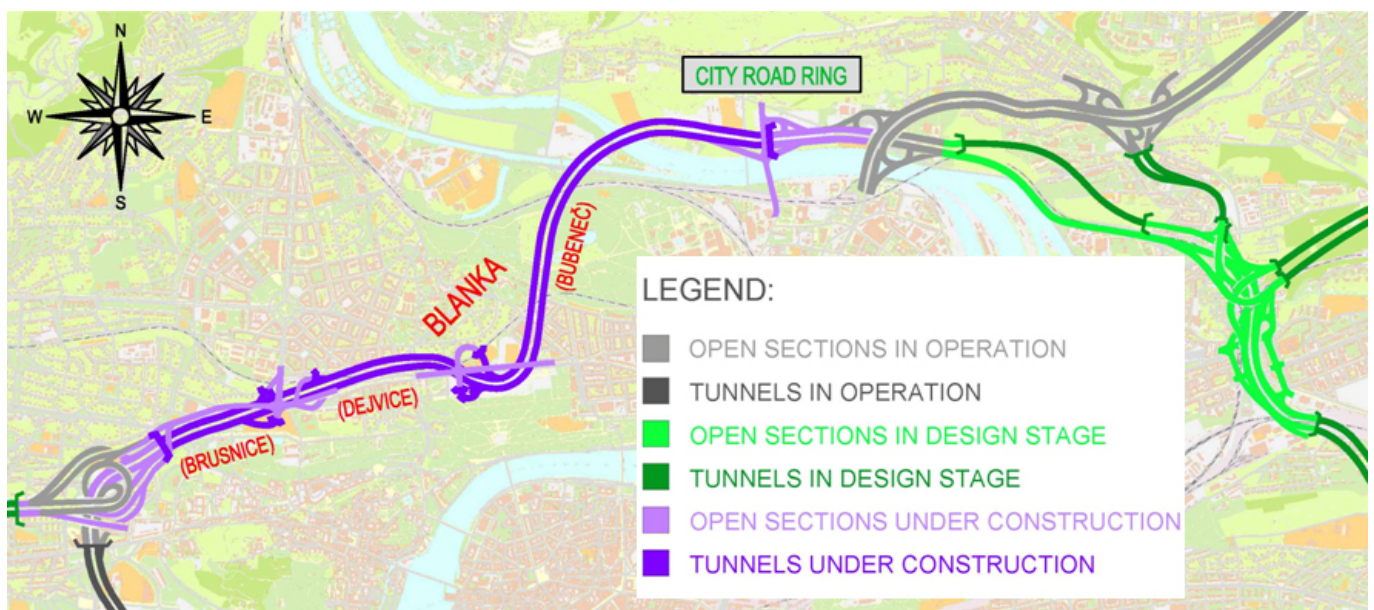 N
W
E
S
CITY ROAD RING
BLANKA
(BUBENEČ)
(DEJVICE)
(BRUSNICE)
LEGEND:
OPEN SECTIONS IN OPERATION
TUNNELS IN OPERATION
OPEN SECTIONS IN DESIGN STAGE
TUNNELS IN DESIGN STAGE
OPEN SECTIONS UNDER CONSTRUCTION
TUNNELS UNDER CONSTRUCTION